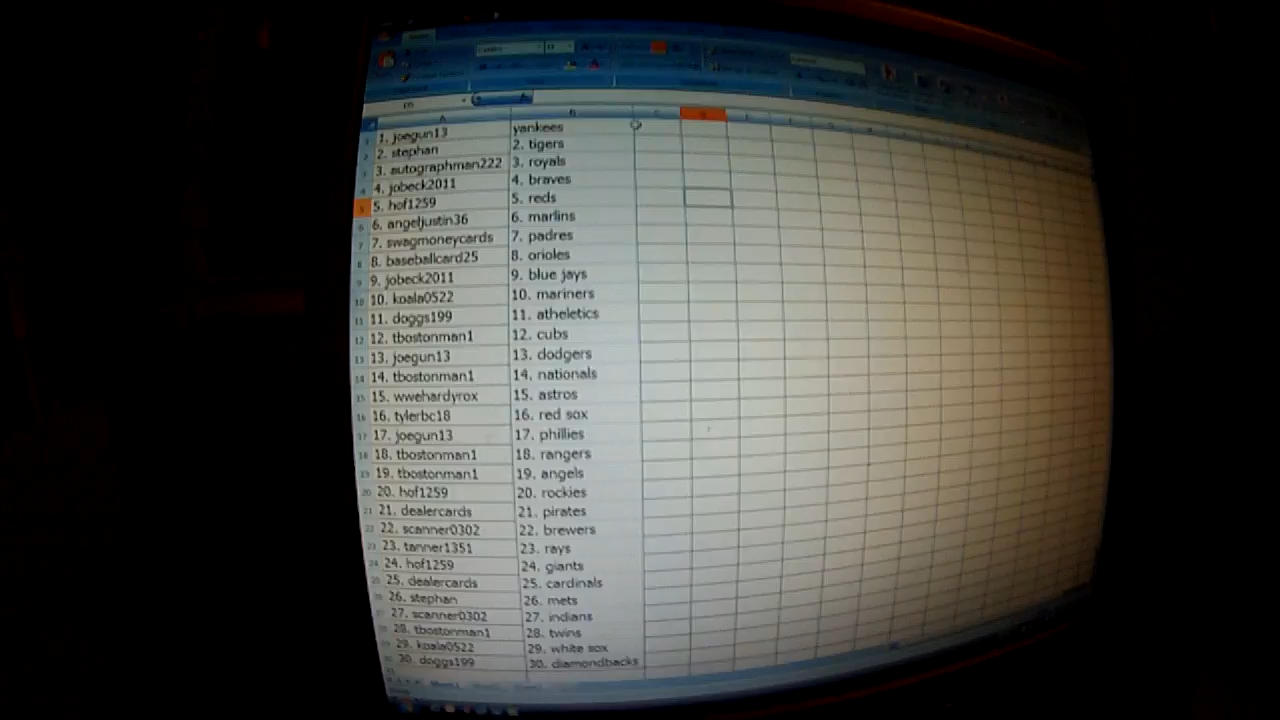 1. joegun13 yankees
2. stephan 2. tigers
3. autographman222 3. royals
4. jobeck2011 4. braves
5. hof1259 5. reds
6. angeljustin36 6. marlins
7. swagmoneycards 7. padres
8. baseballcard25 8. orioles
9. jobeck2011 9. blue jays
10. koala0522 10. mariners
11. doggs199 11. atheletics
12. tbostonman1 12. cubs
13. joegun13 13. dodgers
14. tbostonman1 14. nationals
15. wwehardyrox 15. astros
16. tylerbc18 16. red sox
17. joegun13 17. phillies
18. tbostonman1 18. rangers
19. tbostonman1 19. angels
20. hof1259 20. rockies
21. dealercards 21. pirates
22. scanner0302 22. brewers
23. tanner1351 23. rays
24. hof1259 24. giants
25. dealercards 25. cardinals
26. stephan 26. mets
27. scanner0302 27. indians
28. tbostonman1 28. twins
29. koala0522 29. white sox
30. doggs199 30. diamondbacks